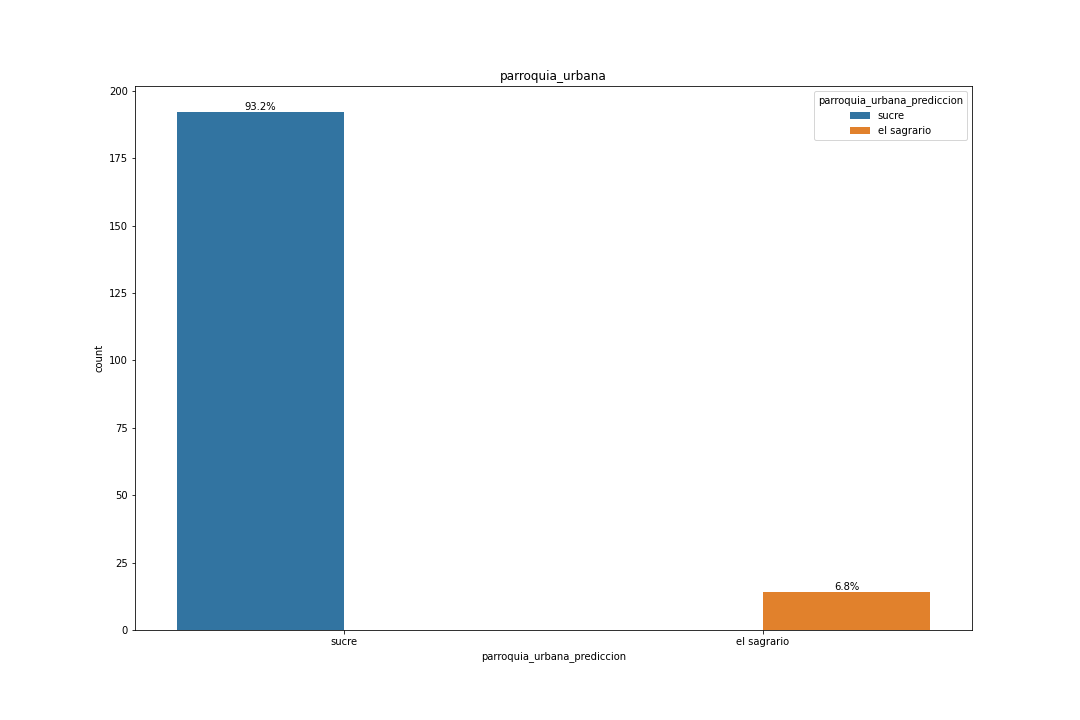 parroquia_urbana
200
175
150
125
100
75
50
25
0
count
93.2%
6.8%
parroquia_urbana_prediccion
sucre
el sagrario
sucre
el sagrario
parroquia_urbana_prediccion